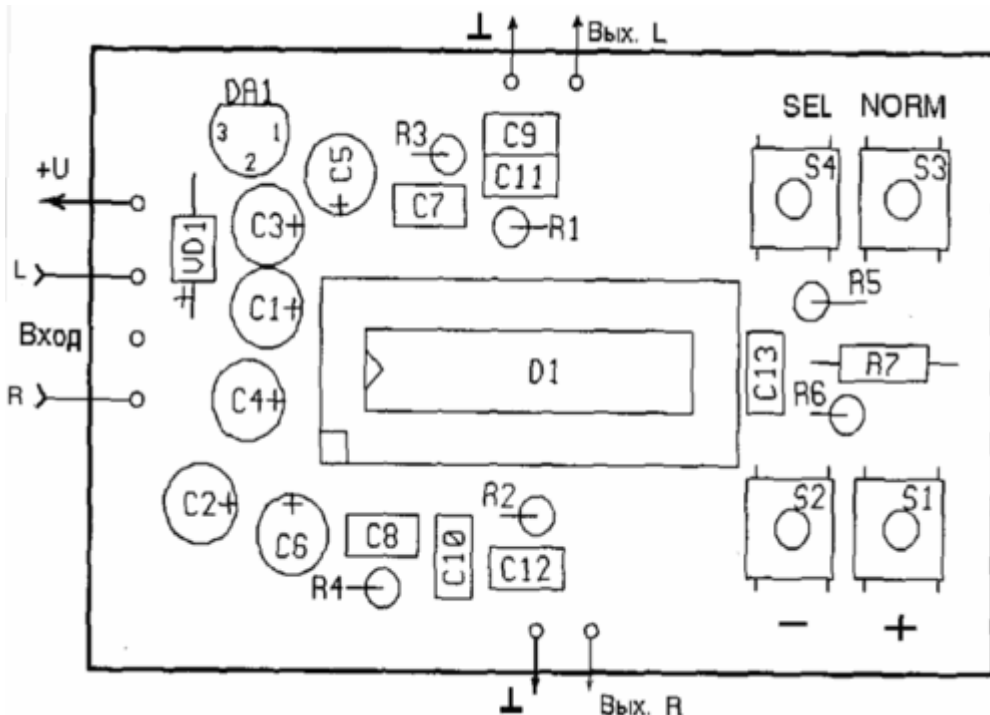 ⊥ Вых. L
DA1
3 1
2
SEL NORM
R3
C9
C5
+
C11
S4
S3
+U
C7
C3+
R1
VD1
+
L
C1+
R5
Вход
D1
C13
R7
R
C4+
R6
R2
S2
S1
C2+
+
C6
C8
C10
C12
R4
− +
⊥ Вых. R